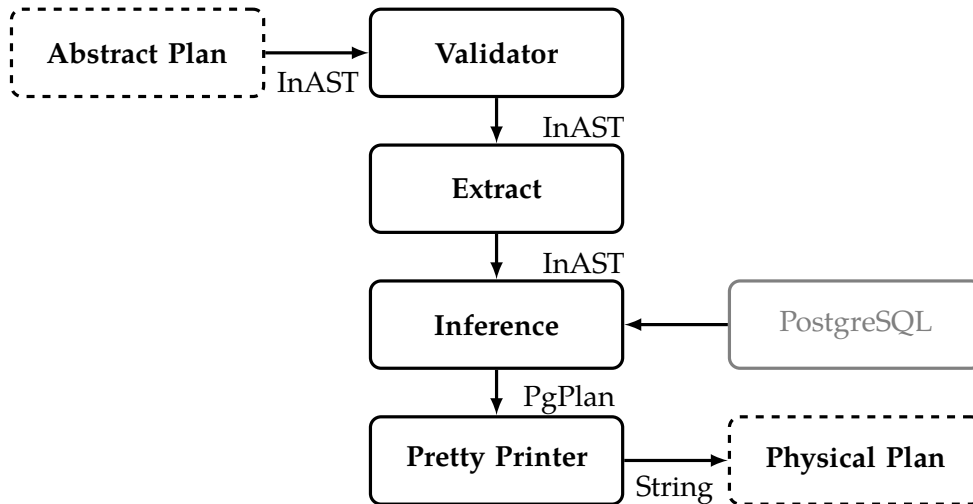 Abstract Plan
InAST
Validator
InAST
Extract
InAST
Inference
PostgreSQL
PgPlan
Pretty Printer
String
Physical Plan